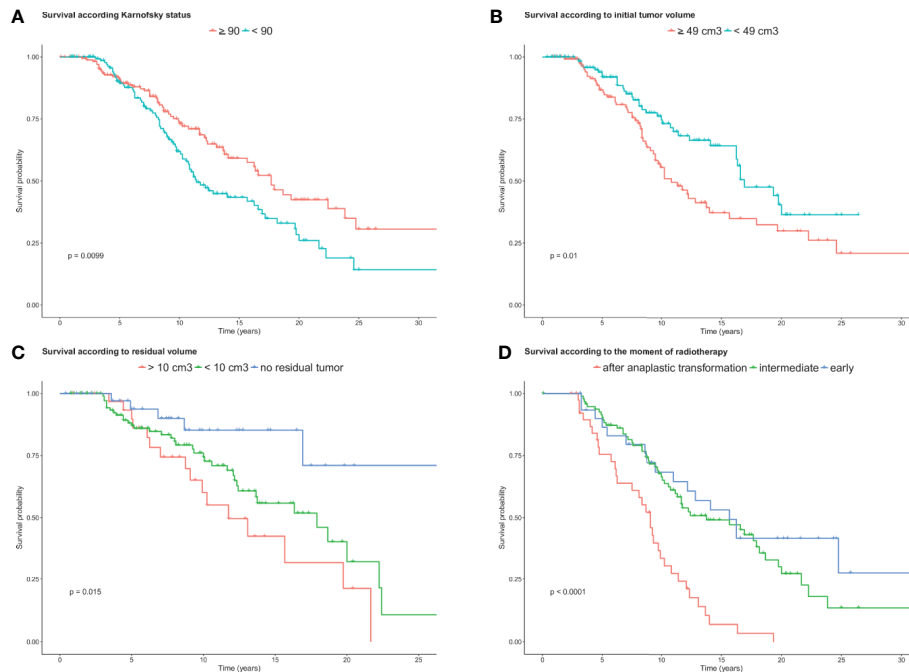 A Survival according Karnofsky status
≥ 90 < 90
1.00
0.75
0.50
0.25
0.00
Survival probability
p = 0.0099
0 5 10 15 20 25 30
Time (years)
B Survival according to initial tumor volume
≥ 49 cm3 < 49 cm3
1.00
0.75
0.50
0.25
0.00
Survival probability
p = 0.01
0 5 10 15 20 25 30
Time (years)
C Survival according to residual volume
> 10 cm3 < 10 cm3 no residual tumor
1.00
0.75
0.50
0.25
0.00
Survival probability
p = 0.015
0 5 10 15 20 25
Time (years)
D Survival according to the moment of radiotherapy
after anaplastic transformation intermediate early
1.00
0.75
0.50
0.25
0.00
Survival probability
p < 0.0001
0 5 10 15 20 25 30
Time (years)